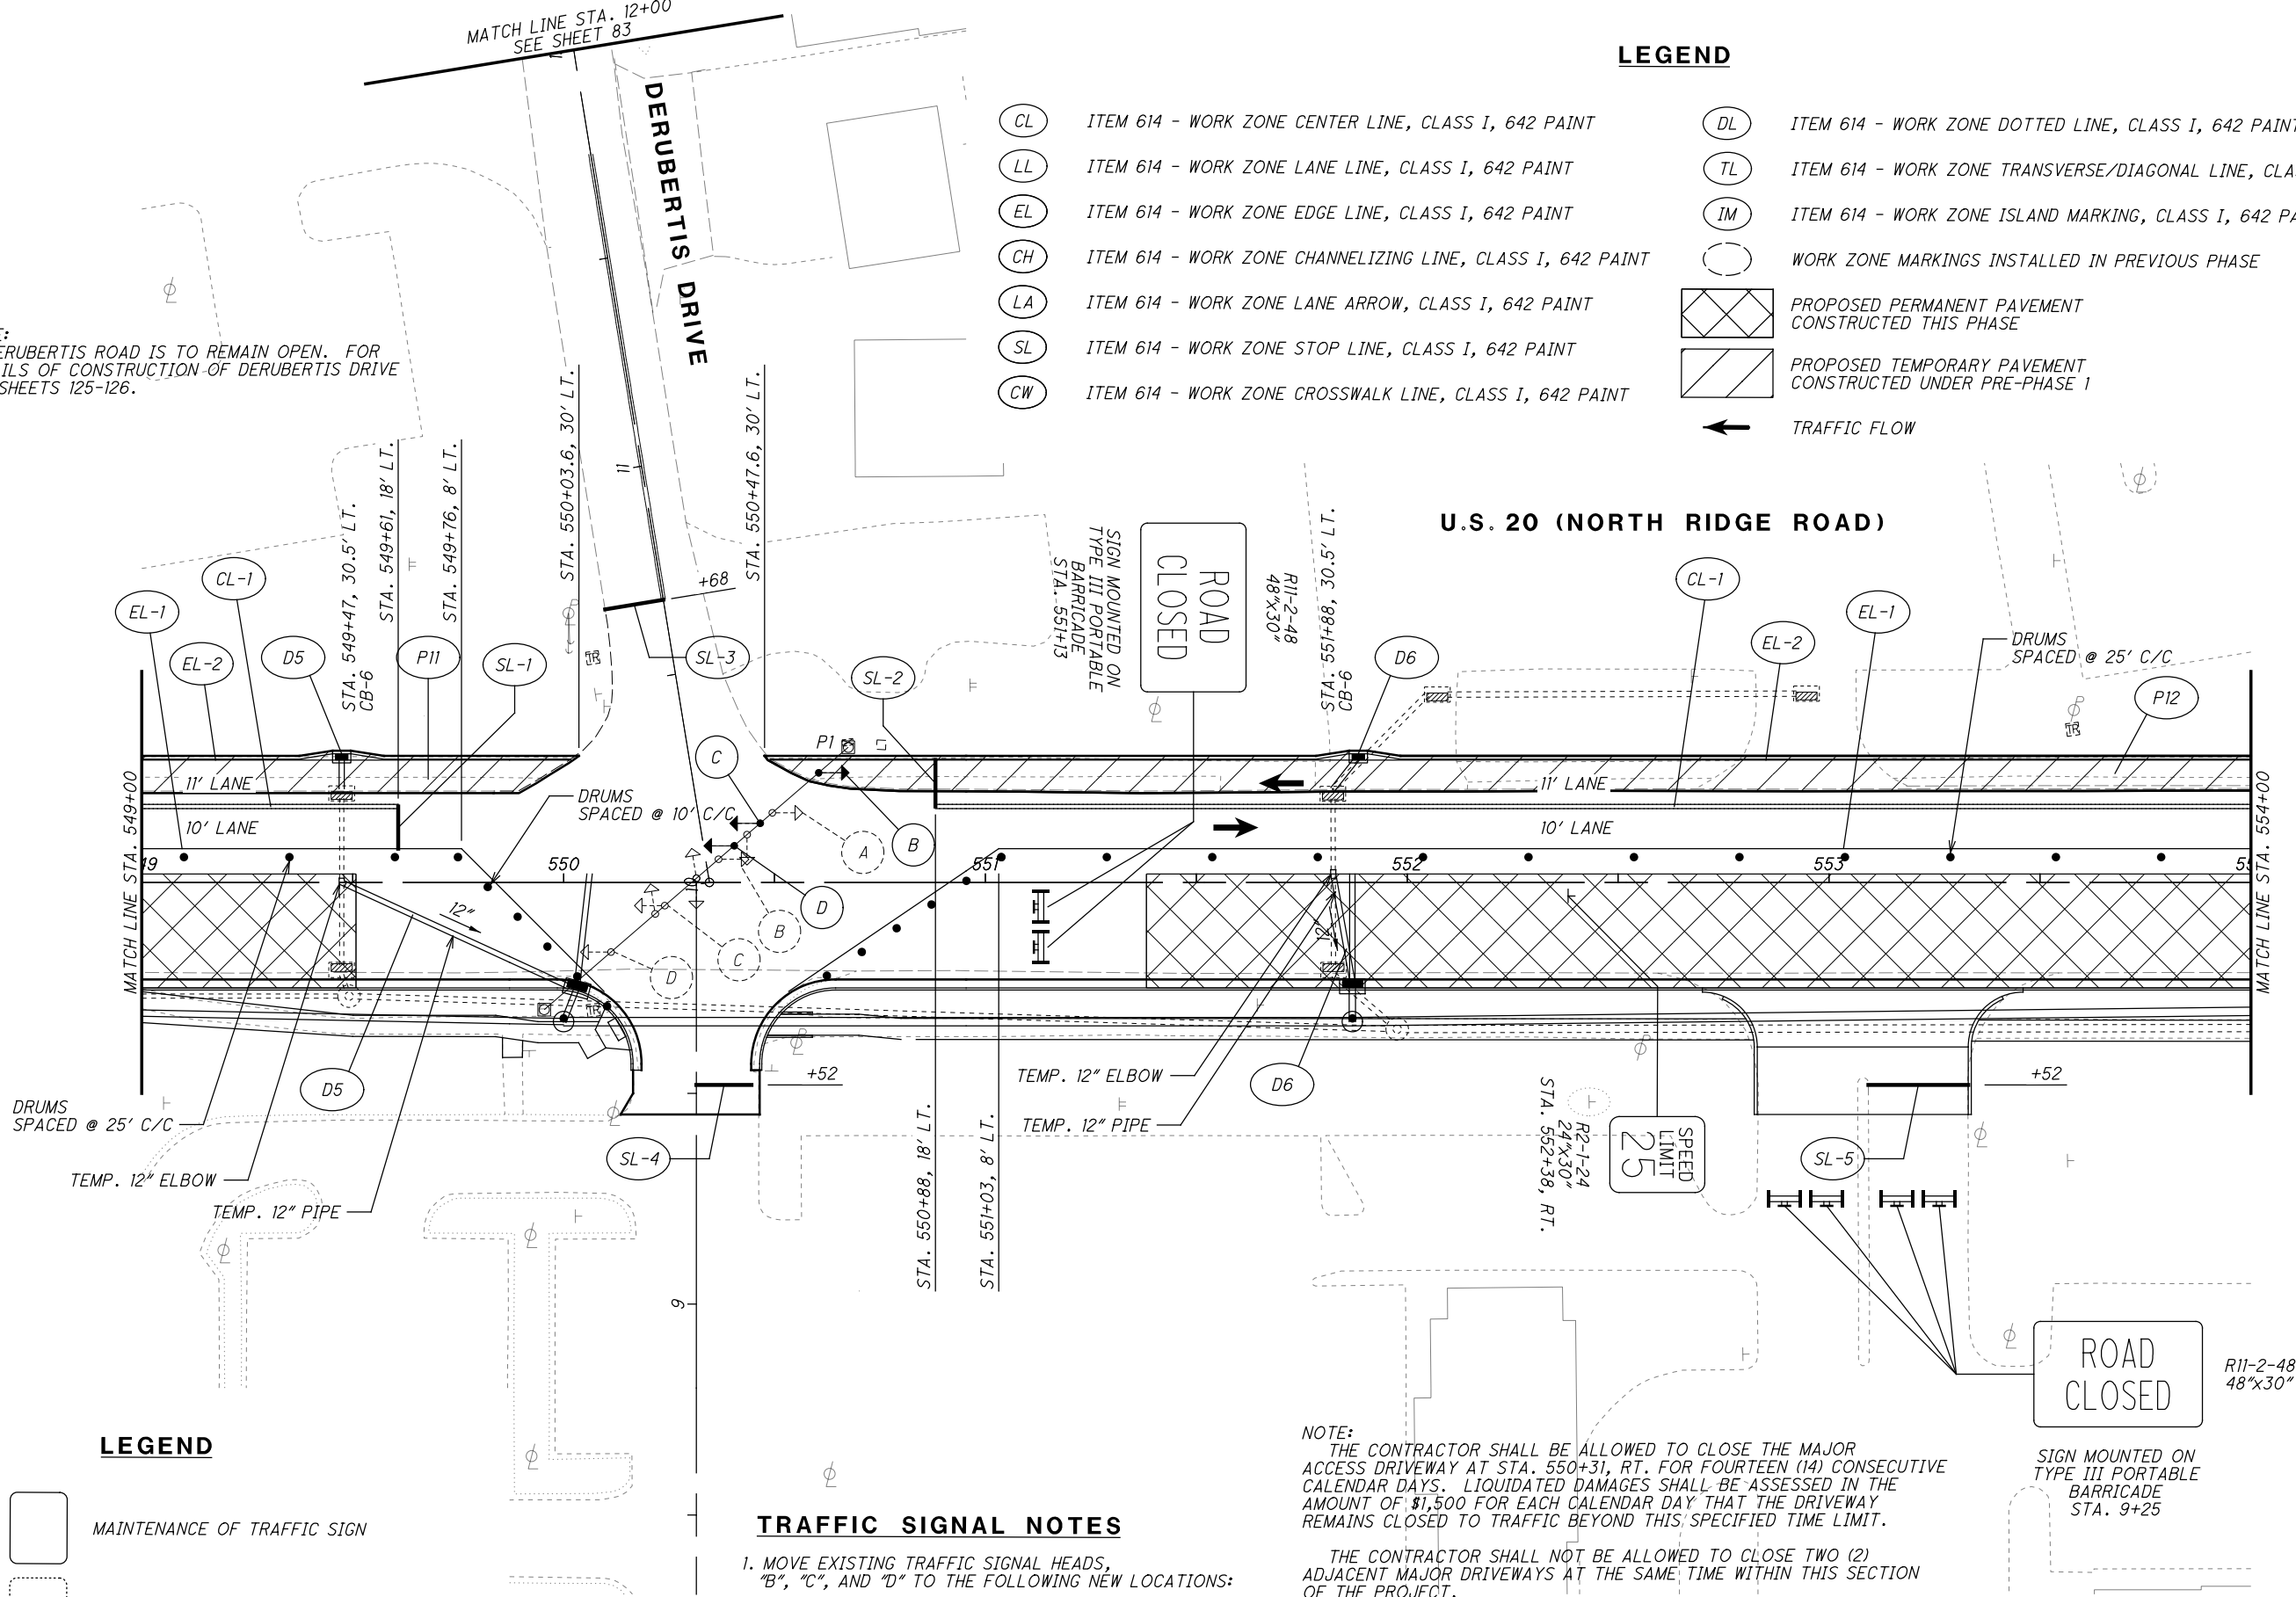 MATCH LINE STA. 12+00
SEE SHEET 83
DERUBERTIS DRIVE
LEGEND
CL ITEM 614 - WORK ZONE CENTER LINE, CLASS I, 642 PAINT
LL ITEM 614 - WORK ZONE LANE LINE, CLASS I, 642 PAINT
EL ITEM 614 - WORK ZONE EDGE LINE, CLASS I, 642 PAINT
CH ITEM 614 - WORK ZONE CHANNELIZING LINE, CLASS I, 642 PAINT
LA ITEM 614 - WORK ZONE LANE ARROW, CLASS I, 642 PAINT
SL ITEM 614 - WORK ZONE STOP LINE, CLASS I, 642 PAINT
CW ITEM 614 - WORK ZONE CROSSWALK LINE, CLASS I, 642 PAINT
DL ITEM 614 - WORK ZONE DOTTED LINE, CLASS I, 642 PAINT
TL ITEM 614 - WORK ZONE TRANSVERSE/DIAGONAL LINE, CLA
IM ITEM 614 - WORK ZONE ISLAND MARKING, CLASS I, 642 PA
WORK ZONE MARKINGS INSTALLED IN PREVIOUS PHASE
PROPOSED PERMANENT PAVEMENT
CONSTRUCTED THIS PHASE
PROPOSED TEMPORARY PAVEMENT
CONSTRUCTED UNDER PRE-PHASE 1
TRAFFIC FLOW
E:
ERUBERTIS ROAD IS TO REMAIN OPEN. FOR
ILS OF CONSTRUCTION OF DERUBERTIS DRIVE
SHEETS 125-126.
11
U.S. 20 (NORTH RIDGE ROAD)
STA. 549+47, 30.5' LT.
CB-6
STA. 549+61, 18' LT.
STA. 549+76, 8' LT.
STA. 550+03.6, 30' LT.
STA. 550+47.6, 30' LT.
+68
SIGN MOUNTED ON
TYPE III PORTABLE
BARRICADE
STA. 551+13
ROAD
CLOSED
R11-2-48
48"x30"
STA. 551+88, 30.5' LT.
CB-6
EL-1
CL-1
EL-2
D5
P11
SL-1
SL-3
SL-2
D6
CL-1
EL-2
EL-1
DRUMS
SPACED @ 25' C/C
P12
TR
TR
P1
C
11' LANE
10' LANE
DRUMS
SPACED @ 10' C/C
A
B
11' LANE
10' LANE
MATCH LINE STA. 549+00
MATCH LINE STA. 554+00
49
550
551
552
553
55
10
D
B
C
D
12"
12"
TR
D5
DRUMS
SPACED @ 25' C/C
TEMP. 12" ELBOW
TEMP. 12" PIPE
+52
SL-4
9
STA. 550+88, 18' LT.
STA. 551+03, 8' LT.
TEMP. 12" ELBOW
TEMP. 12" PIPE
D6
STA. 552+38, RT.
R2-1-24
24"x30"
SPEED
LIMIT
25
+52
SL-5
ROAD
CLOSED
R11-2-48
48"x30"
SIGN MOUNTED ON
TYPE III PORTABLE
BARRICADE
STA. 9+25
LEGEND
MAINTENANCE OF TRAFFIC SIGN
TRAFFIC SIGNAL NOTES
1. MOVE EXISTING TRAFFIC SIGNAL HEADS,
"B", "C", AND "D" TO THE FOLLOWING NEW LOCATIONS:
NOTE:
THE CONTRACTOR SHALL BE ALLOWED TO CLOSE THE MAJOR
ACCESS DRIVEWAY AT STA. 550+31, RT. FOR FOURTEEN (14) CONSECUTIVE
CALENDAR DAYS. LIQUIDATED DAMAGES SHALL BE ASSESSED IN THE
AMOUNT OF $1,500 FOR EACH CALENDAR DAY THAT THE DRIVEWAY
REMAINS CLOSED TO TRAFFIC BEYOND THIS SPECIFIED TIME LIMIT.
THE CONTRACTOR SHALL NOT BE ALLOWED TO CLOSE TWO (2)
ADJACENT MAJOR DRIVEWAYS AT THE SAME TIME WITHIN THIS SECTION
OF THE PROJECT.